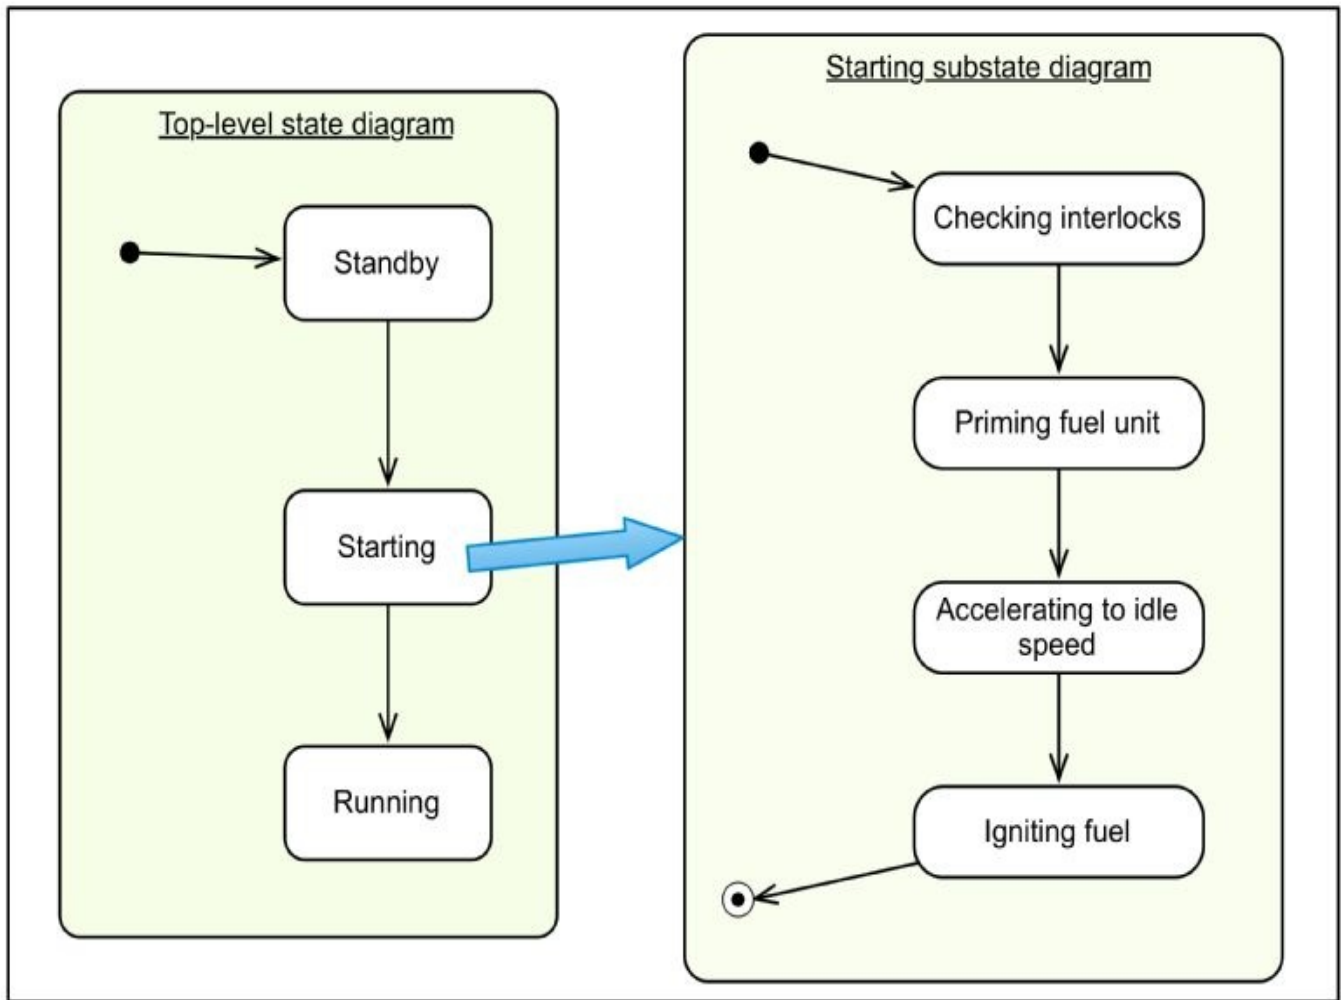 Top-level state diagram
Standby
Starting
Running
Starting substate diagram
Checking interlocks
Priming fuel unit
Accelerating to idle
speed
Igniting fuel